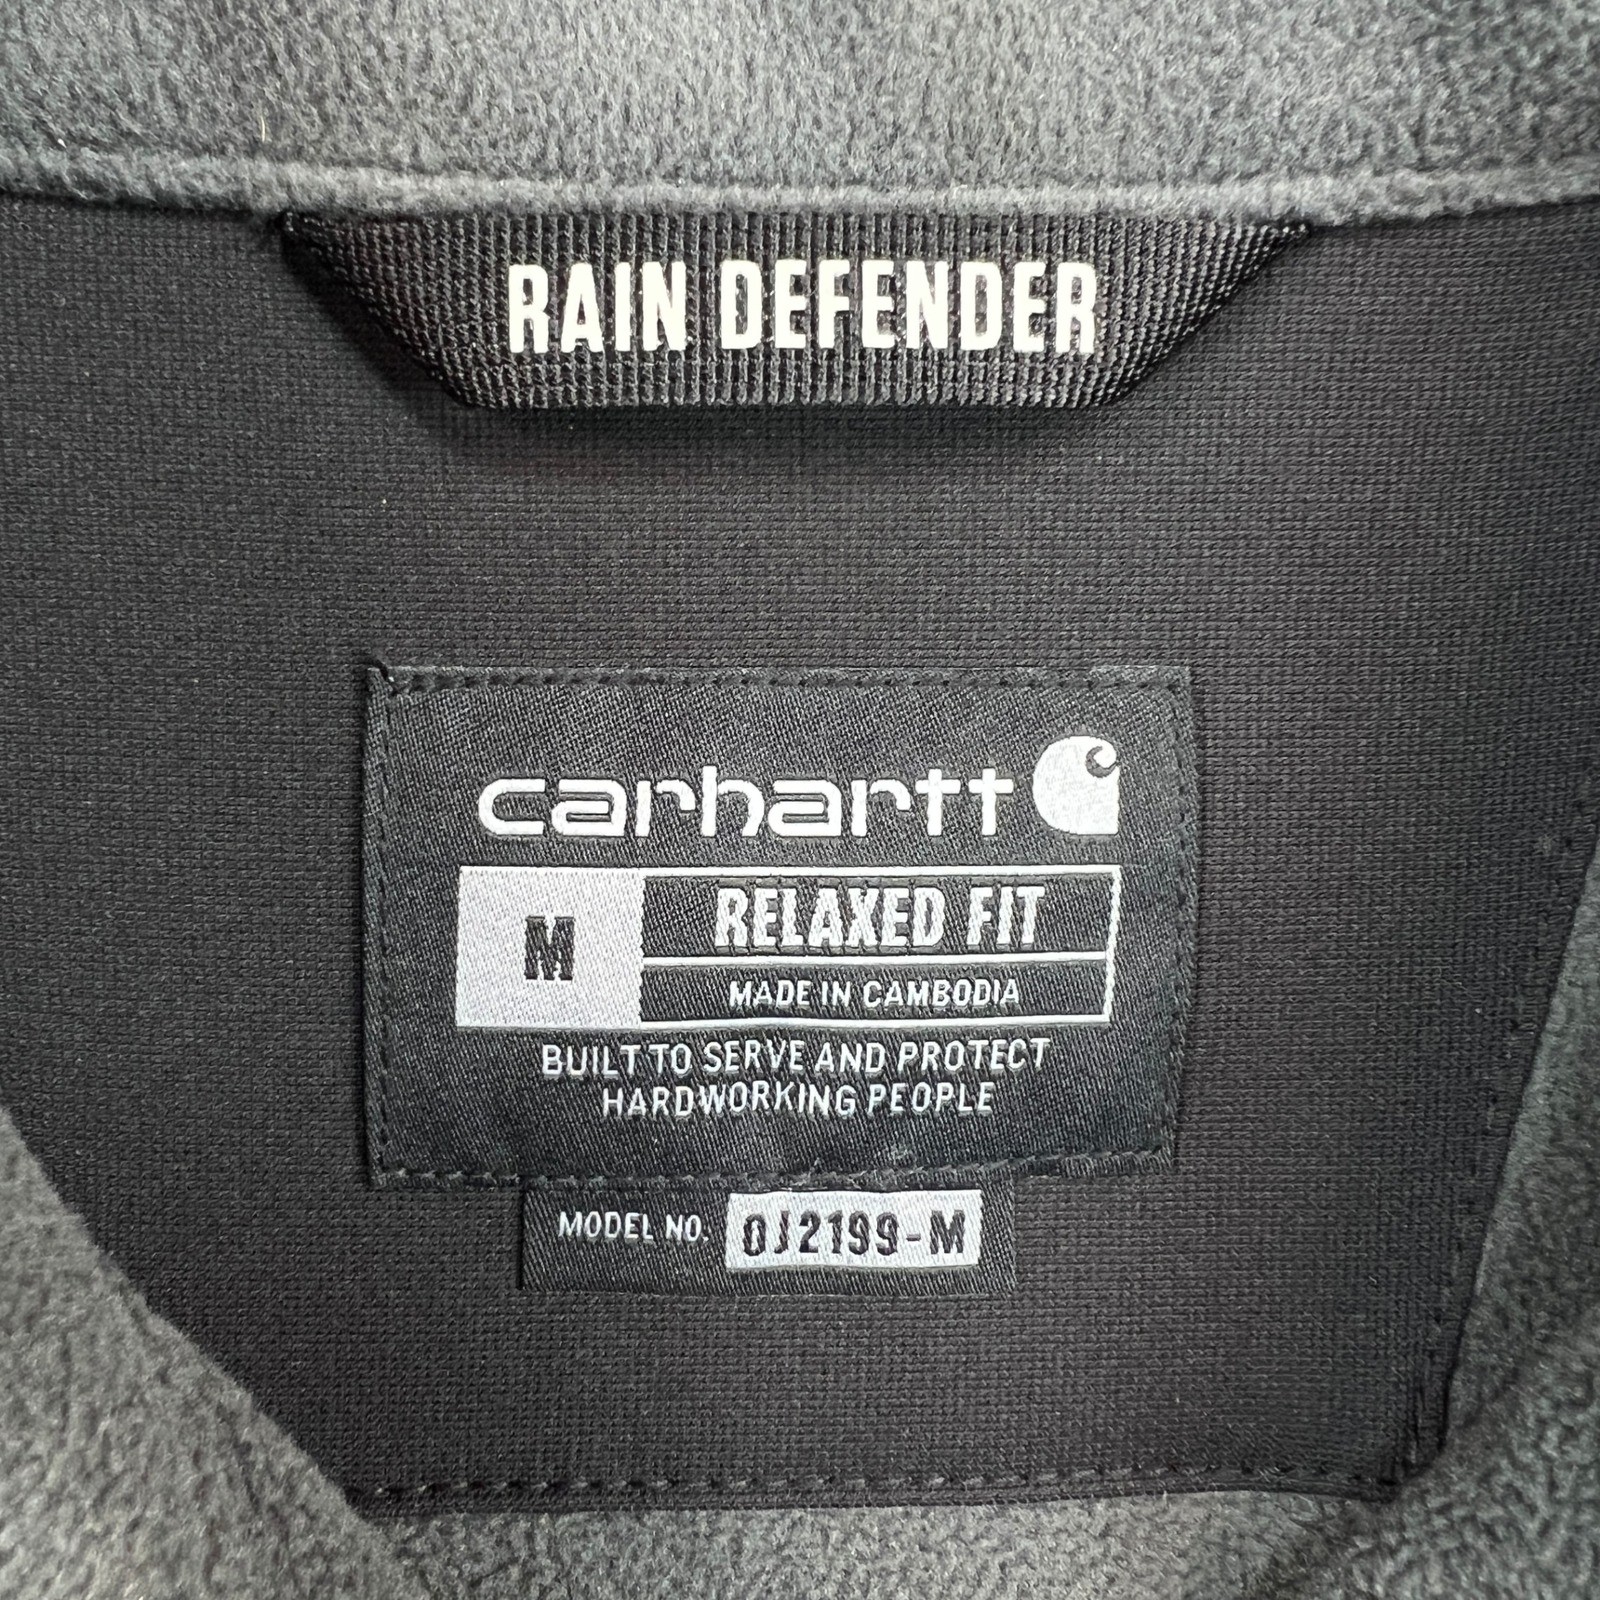 RAIN DEFENDER
carhartt
M
RELAXED FIT
MADE IN CAMBODIA
BUILT TO SERVE AND PROTECT
HARDWORKING PEOPLE
MODEL NO. OJ2199-M